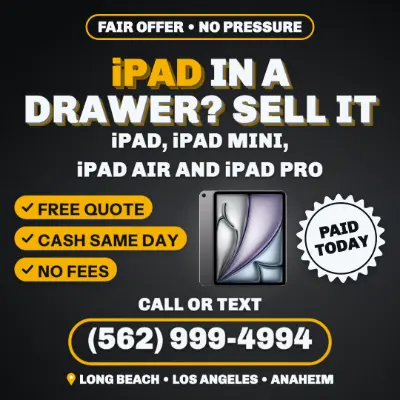 FAIR OFFER • NO PRESSURE
iPAD IN A
DRAWER? SELL IT
iPAD, iPAD MINI,
iPAD AIR AND iPAD PRO
✓ FREE QUOTE
✓ CASH SAME DAY
✓ NO FEES
PAID
TODAY
CALL OR TEXT
(562) 999-4994
LONG BEACH • LOS ANGELES • ANAHEIM